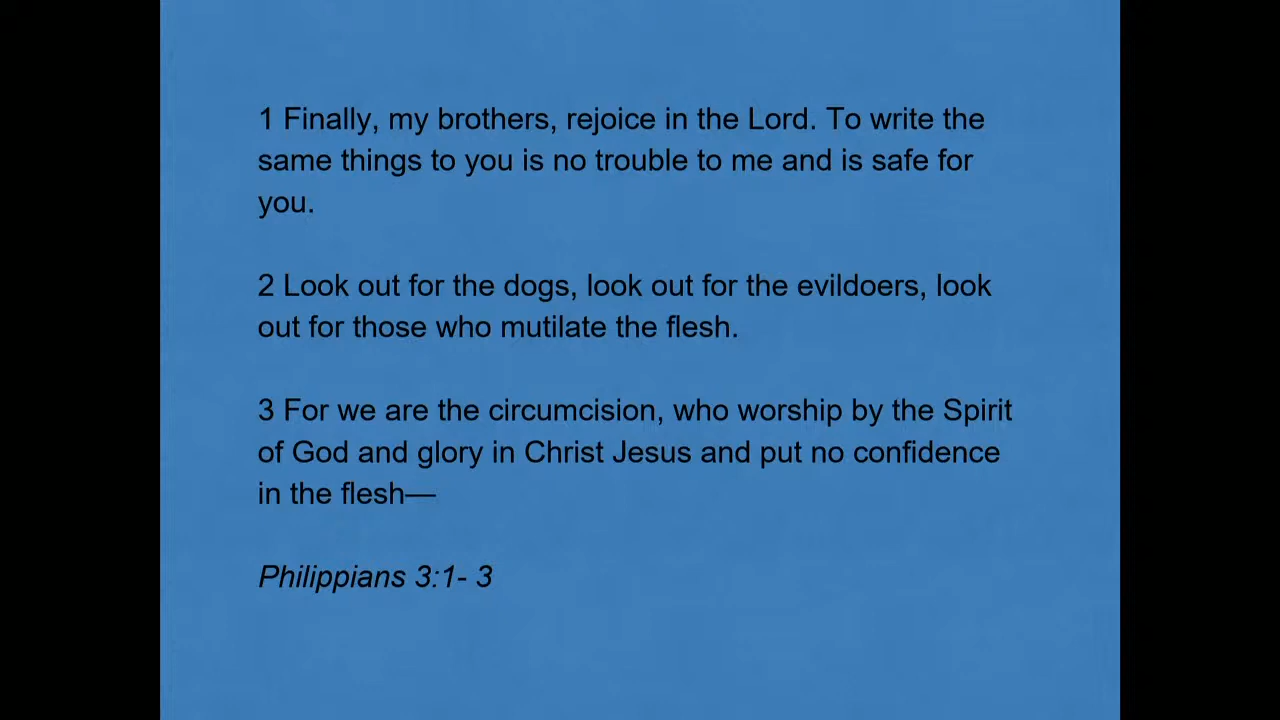 1 Finally, my brothers, rejoice in the Lord. To write the
same things to you is no trouble to me and is safe for
you.
2 Look out for the dogs, look out for the evildoers, look
out for those who mutilate the flesh.
3 For we are the circumcision, who worship by the Spirit
of God and glory in Christ Jesus and put no confidence
in the flesh—
Philippians 3:1- 3